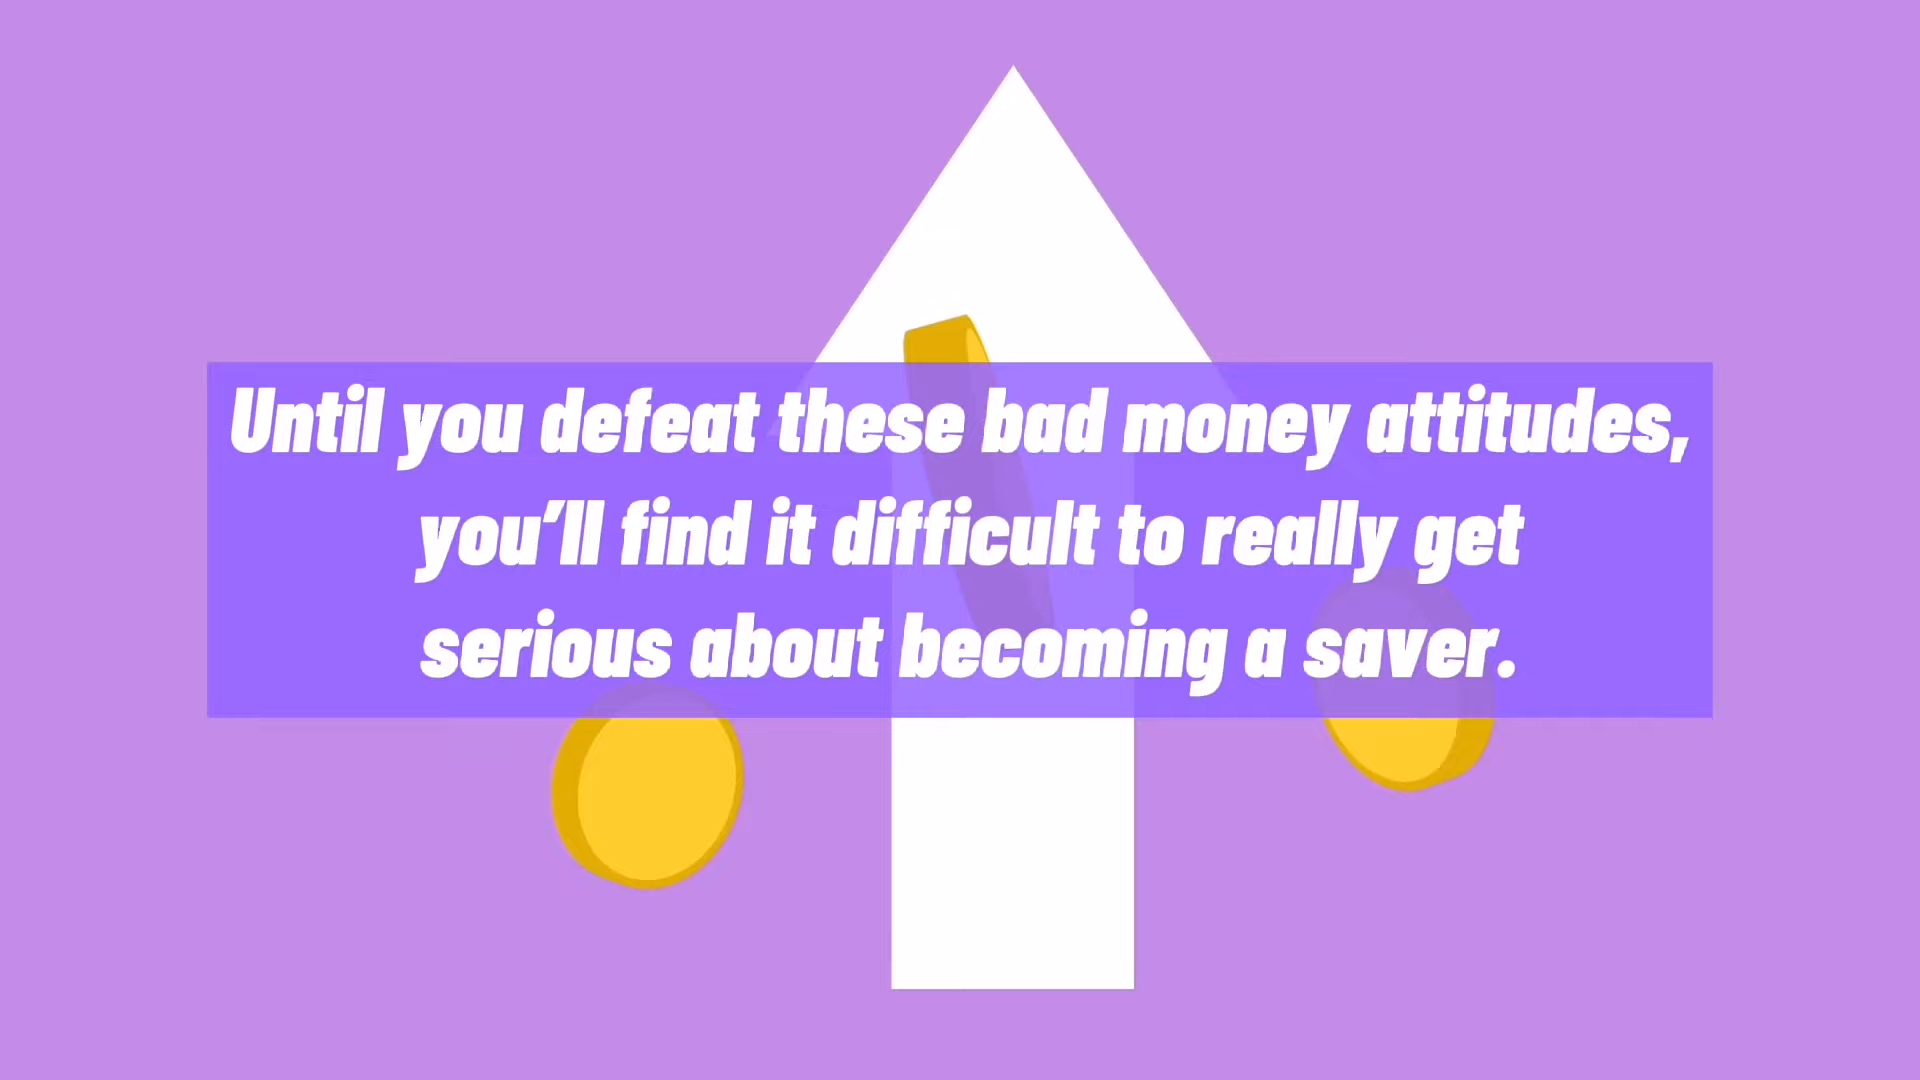 Until you defeat these bad money attitudes,
you’ll find it difficult to really get
serious about becoming a saver.